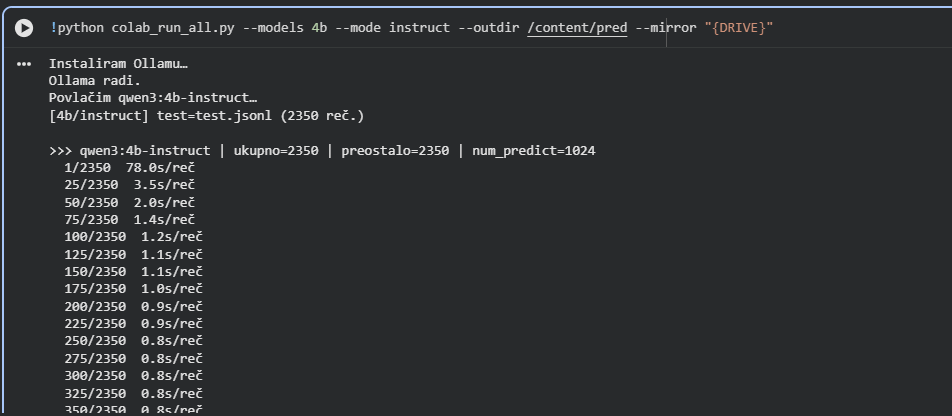 !python colab_run_all.py --models 4b --mode instruct --outdir /content/pred --mirror "{DRIVE}"
Instaliram Ollamu…
Ollama radi.
Povlačim qwen3:4b-instruct…
[4b/instruct] test=test.jsonl (2350 reč.)
>>> qwen3:4b-instruct | ukupno=2350 | preostalo=2350 | num_predict=1024
1/2350  78.0s/reč
25/2350  3.5s/reč
50/2350  2.0s/reč
75/2350  1.4s/reč
100/2350  1.2s/reč
125/2350  1.1s/reč
150/2350  1.1s/reč
175/2350  1.0s/reč
200/2350  0.9s/reč
225/2350  0.9s/reč
250/2350  0.8s/reč
275/2350  0.8s/reč
300/2350  0.8s/reč
325/2350  0.8s/reč
350/2350  0.8s/reč